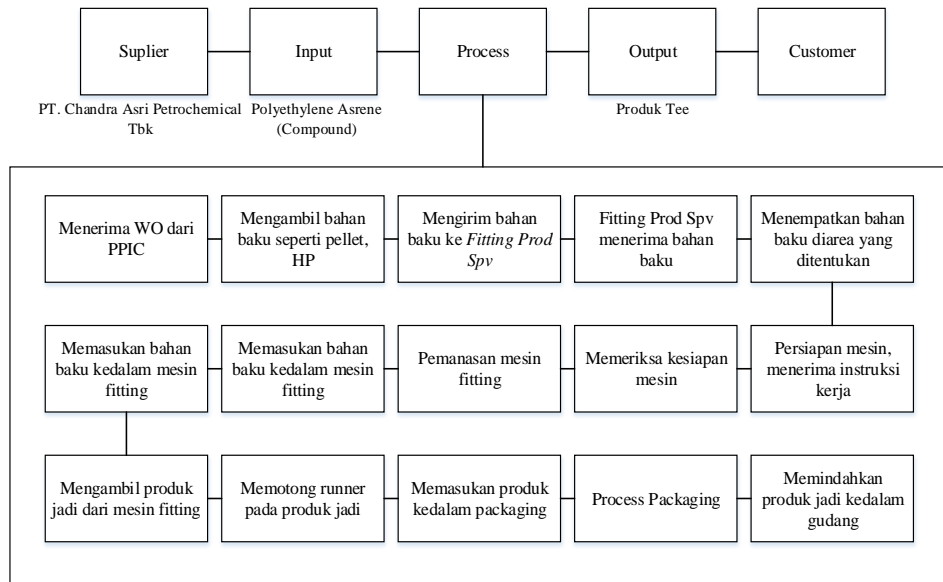 Suplier
Input
Process
Output
Customer
PT. Chandra Asri Petrochemical
Tbk
Polyethylene Asrene
(Compound)
Produk Tee
Menerima WO dari
PPIC
Mengambil bahan
baku seperti pellet,
HP
Mengirim bahan
baku ke Fitting Prod
Spv
Fitting Prod Spv
menerima bahan
baku
Menempatkan bahan
baku diarea yang
ditentukan
Memasukan bahan
baku kedalam mesin
fitting
Memasukan bahan
baku kedalam mesin
fitting
Pemanasan mesin
fitting
Memeriksa kesiapan
mesin
Persiapan mesin,
menerima instruksi
kerja
Mengambil produk
jadi dari mesin fitting
Memotong runner
pada produk jadi
Memasukan produk
kedalam packaging
Process Packaging
Memindahkan
produk jadi kedalam
gudang